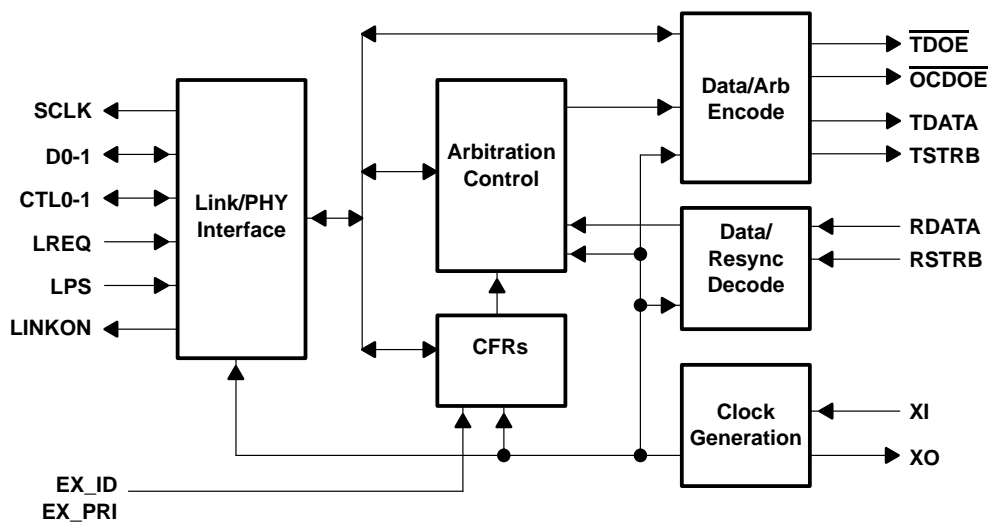 SCLK
D0-1
CTL0-1
LREQ
LPS
LINKON
EX_ID
EX_PRI
Link/PHY
Interface
Arbitration
Control
CFRs
Data/Arb
Encode
Data/
Resync
Decode
Clock
Generation
TDOE
OCDOE
TDATA
TSTRB
RDATA
RSTRB
XI
XO